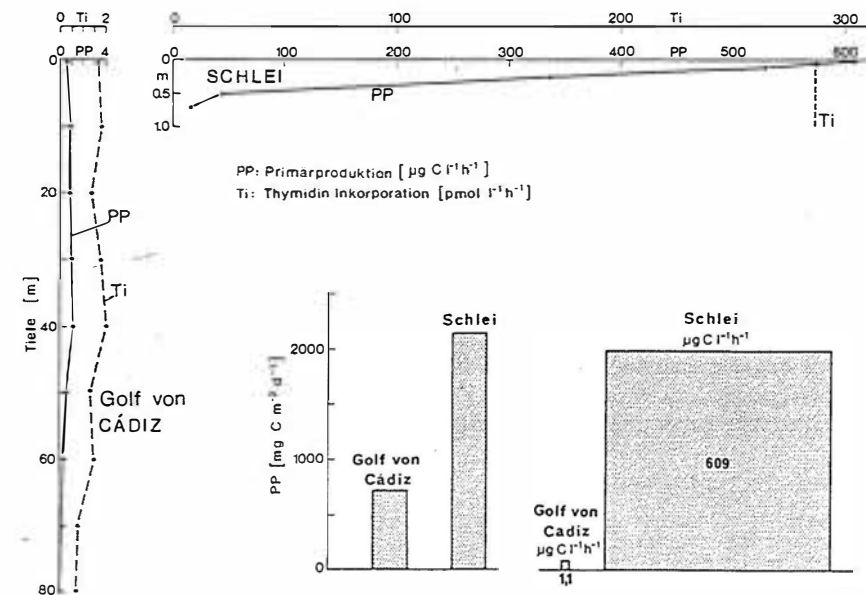 0 Ti 2
0 PP 4
0 100 200 Ti 300
0 100 200 300 400 PP 500 600
0
m
0.5
1.0
SCHLEI
PP
Ti
PP: Primärproduktion [µg C l⁻¹h⁻¹]
Ti: Thymidin Inkorporation [pmol l⁻¹h⁻¹]
0
20
40
60
80
Tiefe [m]
PP
Ti
Golf von
CÁDIZ
PP [mg C m⁻²d⁻¹]
2000
1000
0
Golf von
Cádiz
Schlei
Schlei
µg C l⁻¹h⁻¹
609
Golf von
Cadiz
µg C l⁻¹h⁻¹
1,1